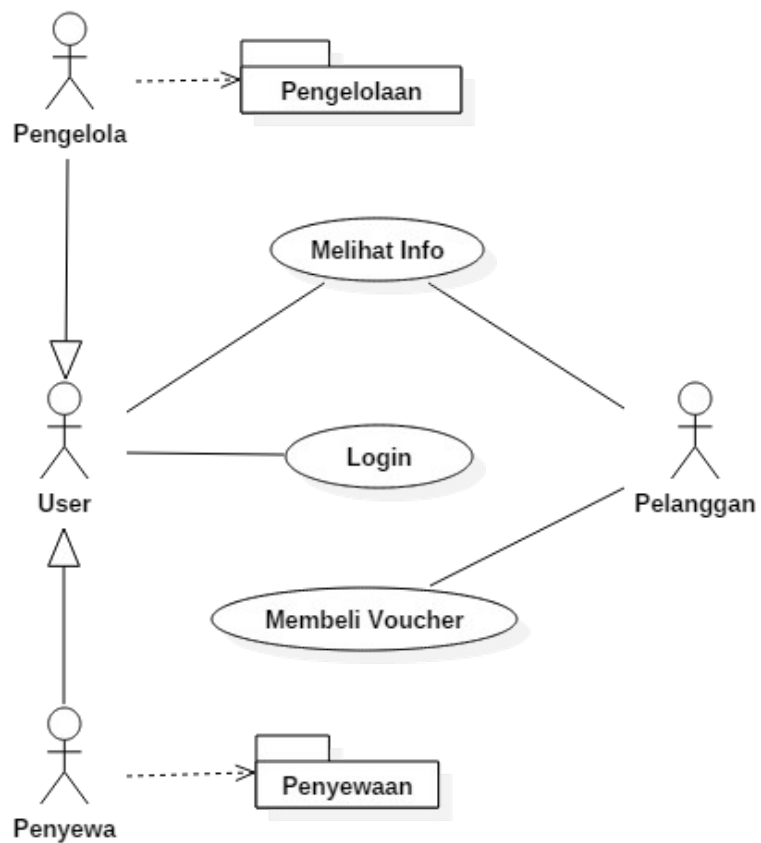 Pengelolaan
Pengelola
Melihat Info
Login
User
Pelanggan
Membeli Voucher
Penyewaan
Penyewa